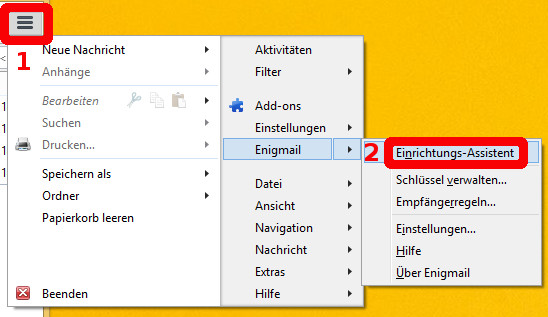 1
Neue Nachricht
Anhänge
Bearbeiten
Suchen
Drucken...
Speichern als
Ordner
Papierkorb leeren
Beenden
Aktivitäten
Filter
Add-ons
Einstellungen
Enigmail
Datei
Ansicht
Navigation
Nachricht
Extras
Hilfe
2
Einrichtungs-Assistent
Schlüssel verwalten...
Empfängerregeln...
Einstellungen...
Hilfe
Über Enigmail